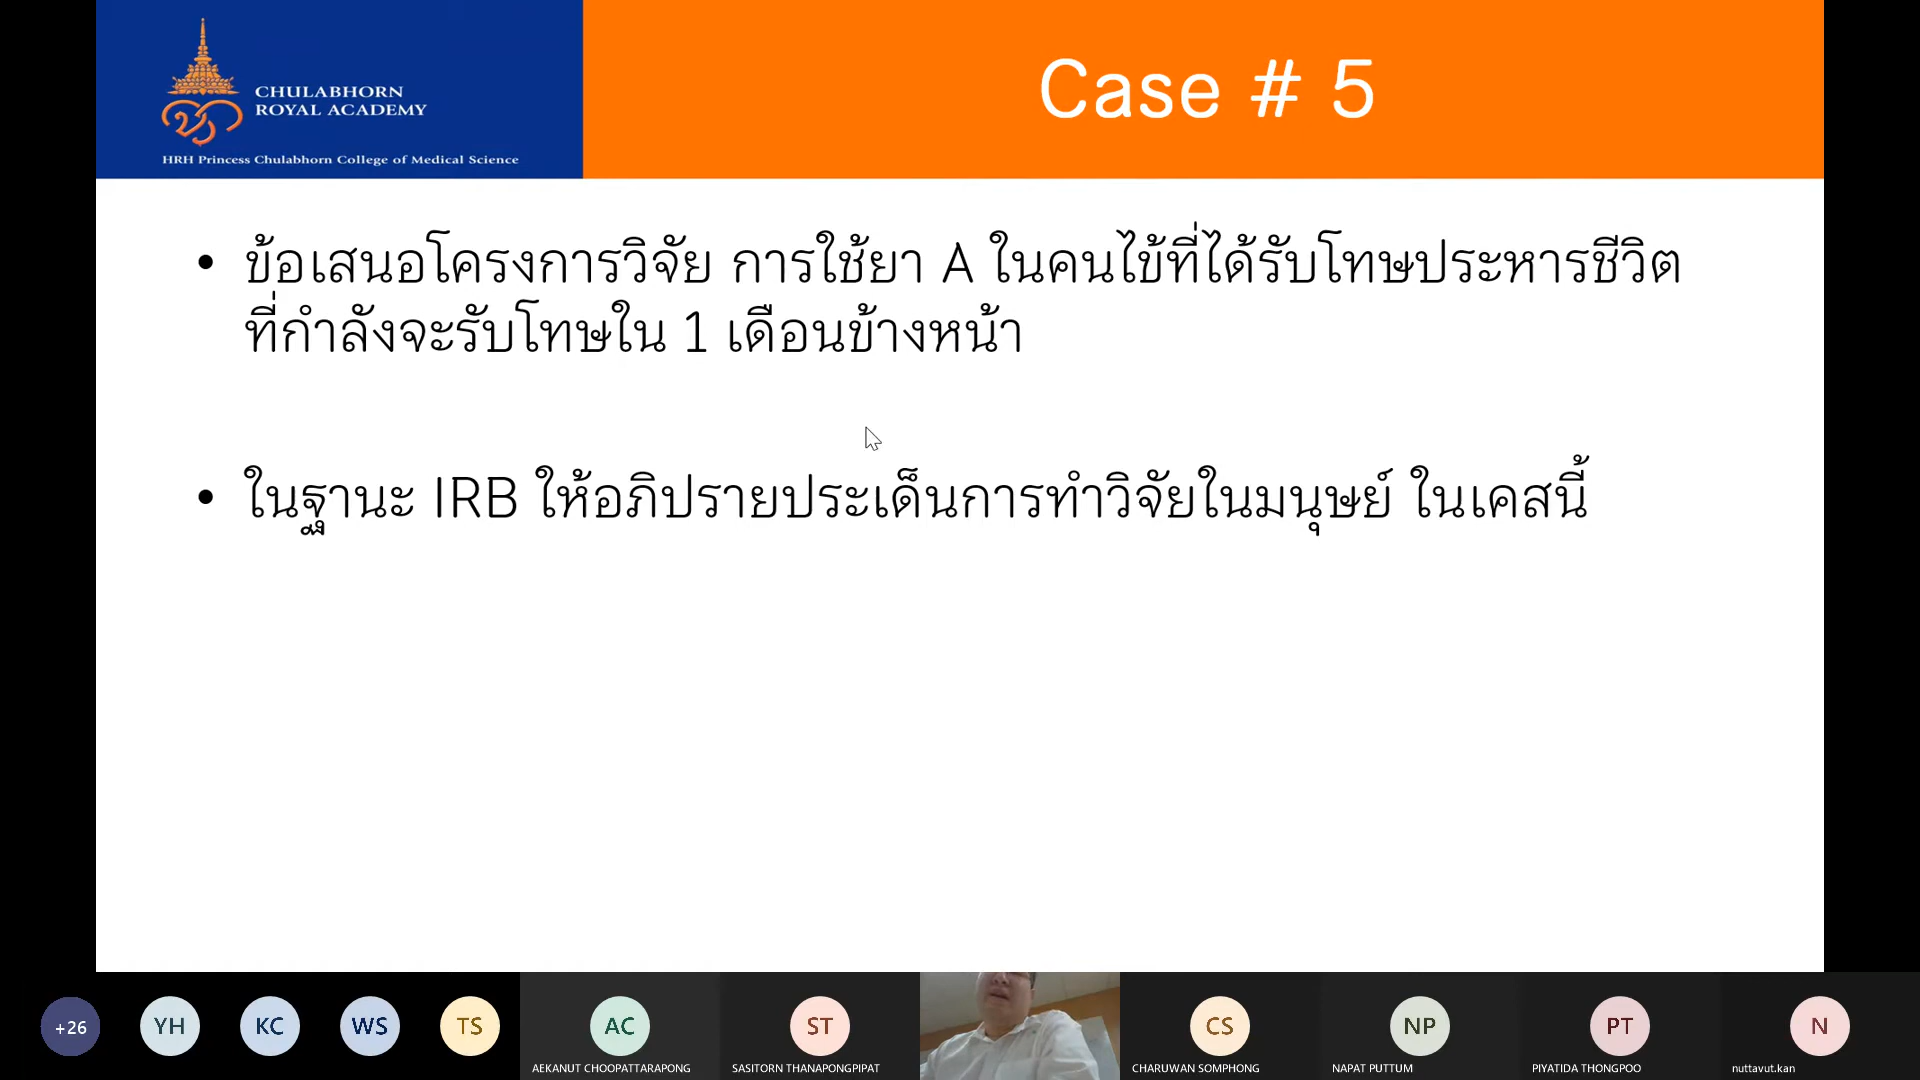 CHULABHORN
ROYAL ACADEMY
HRH Princess Chulabhorn College of Medical Science
Case # 5
• ข้อเสนอโครงการวิจัย การใช้ยา A ในคนไข้ที่ได้รับโทษประหารชีวิต
ที่กำลังจะรับโทษใน 1 เดือนข้างหน้า
• ในฐานะ IRB ให้อภิปรายประเด็นการทำวิจัยในมนุษย์ ในเคสนี้
+26
YH
KC
WS
TS
AC
ST
CS
NP
PT
N
AEKANUT CHOOPATTARAPONG
SASITORN THANAPONGPIPAT
CHARUWAN SOMPHONG
NAPAT PUTTUM
PIYATIDA THONGPOO
nuttavut.kan